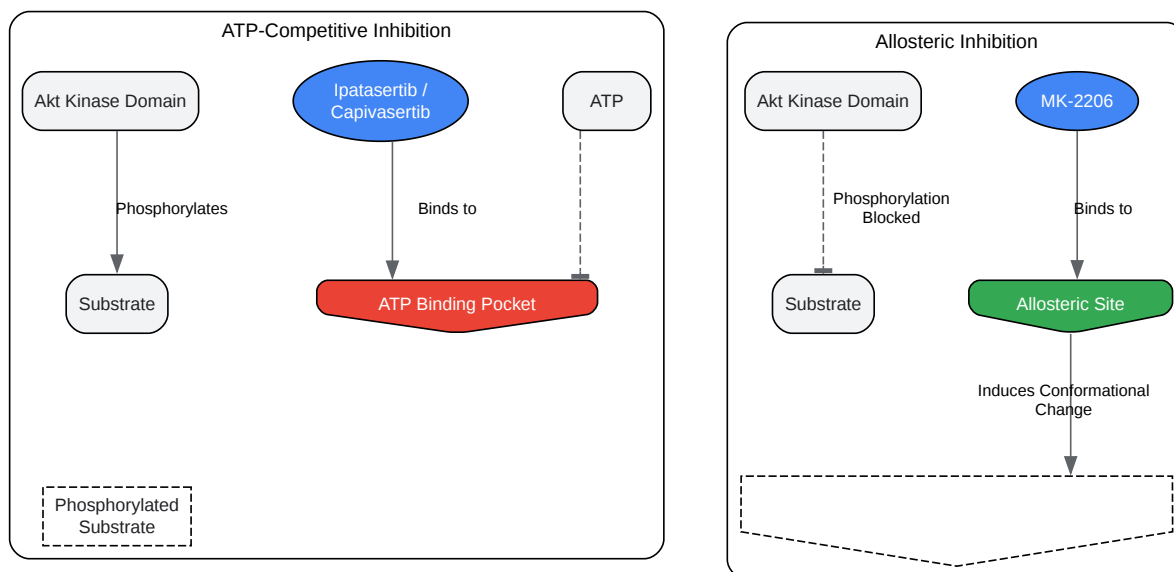 ATP-Competitive Inhibition
Akt Kinase Domain
Ipatasertib /
Capivasertib
ATP
Phosphorylates
Binds to
Substrate
ATP Binding Pocket
Phosphorylated
Substrate
Allosteric Inhibition
Akt Kinase Domain
MK-2206
Phosphorylation
Blocked
Binds to
Substrate
Allosteric Site
Induces Conformational
Change